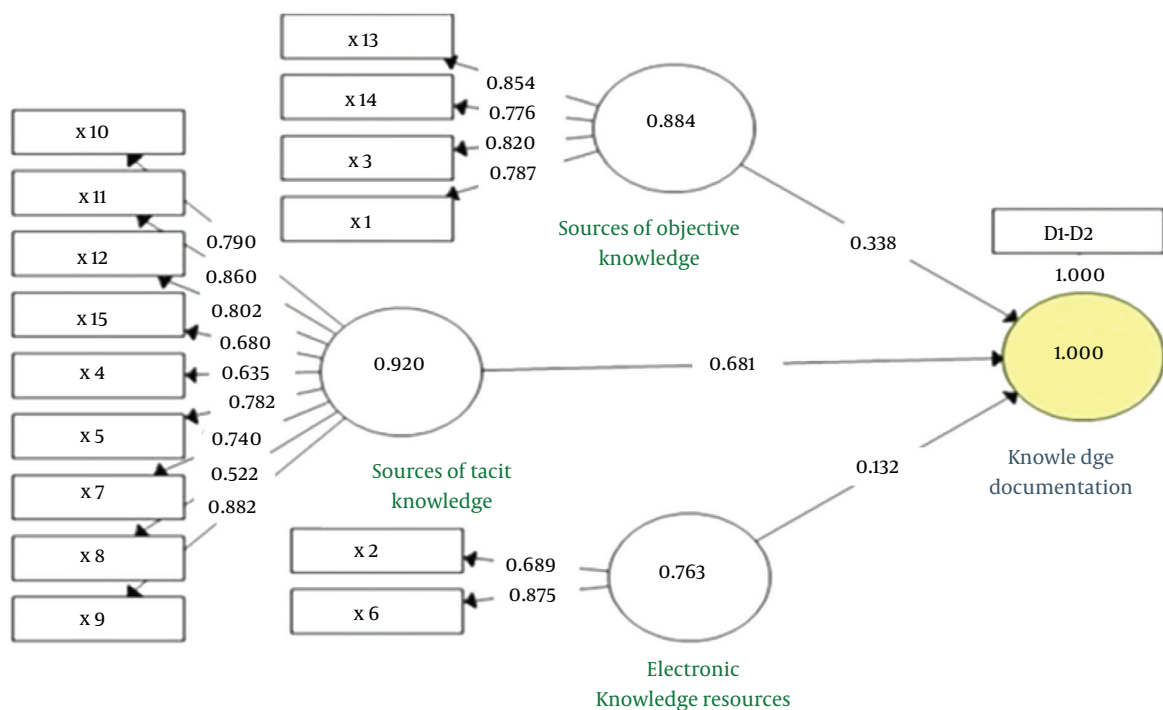 x 13
x 14
x 3
x 1
0.854
0.776
0.820
0.787
0.884
Sources of objective
knowledge
x 10
x 11
x 12
x 15
x 4
x 5
x 7
x 8
x 9
0.790
0.860
0.802
0.680
0.635
0.782
0.740
0.522
0.882
0.920
Sources of tacit
knowledge
x 2
x 6
0.689
0.875
0.763
Electronic
Knowledge resources
0.338
0.681
0.132
D1-D2
1.000
1.000
Knowle dge
documentation